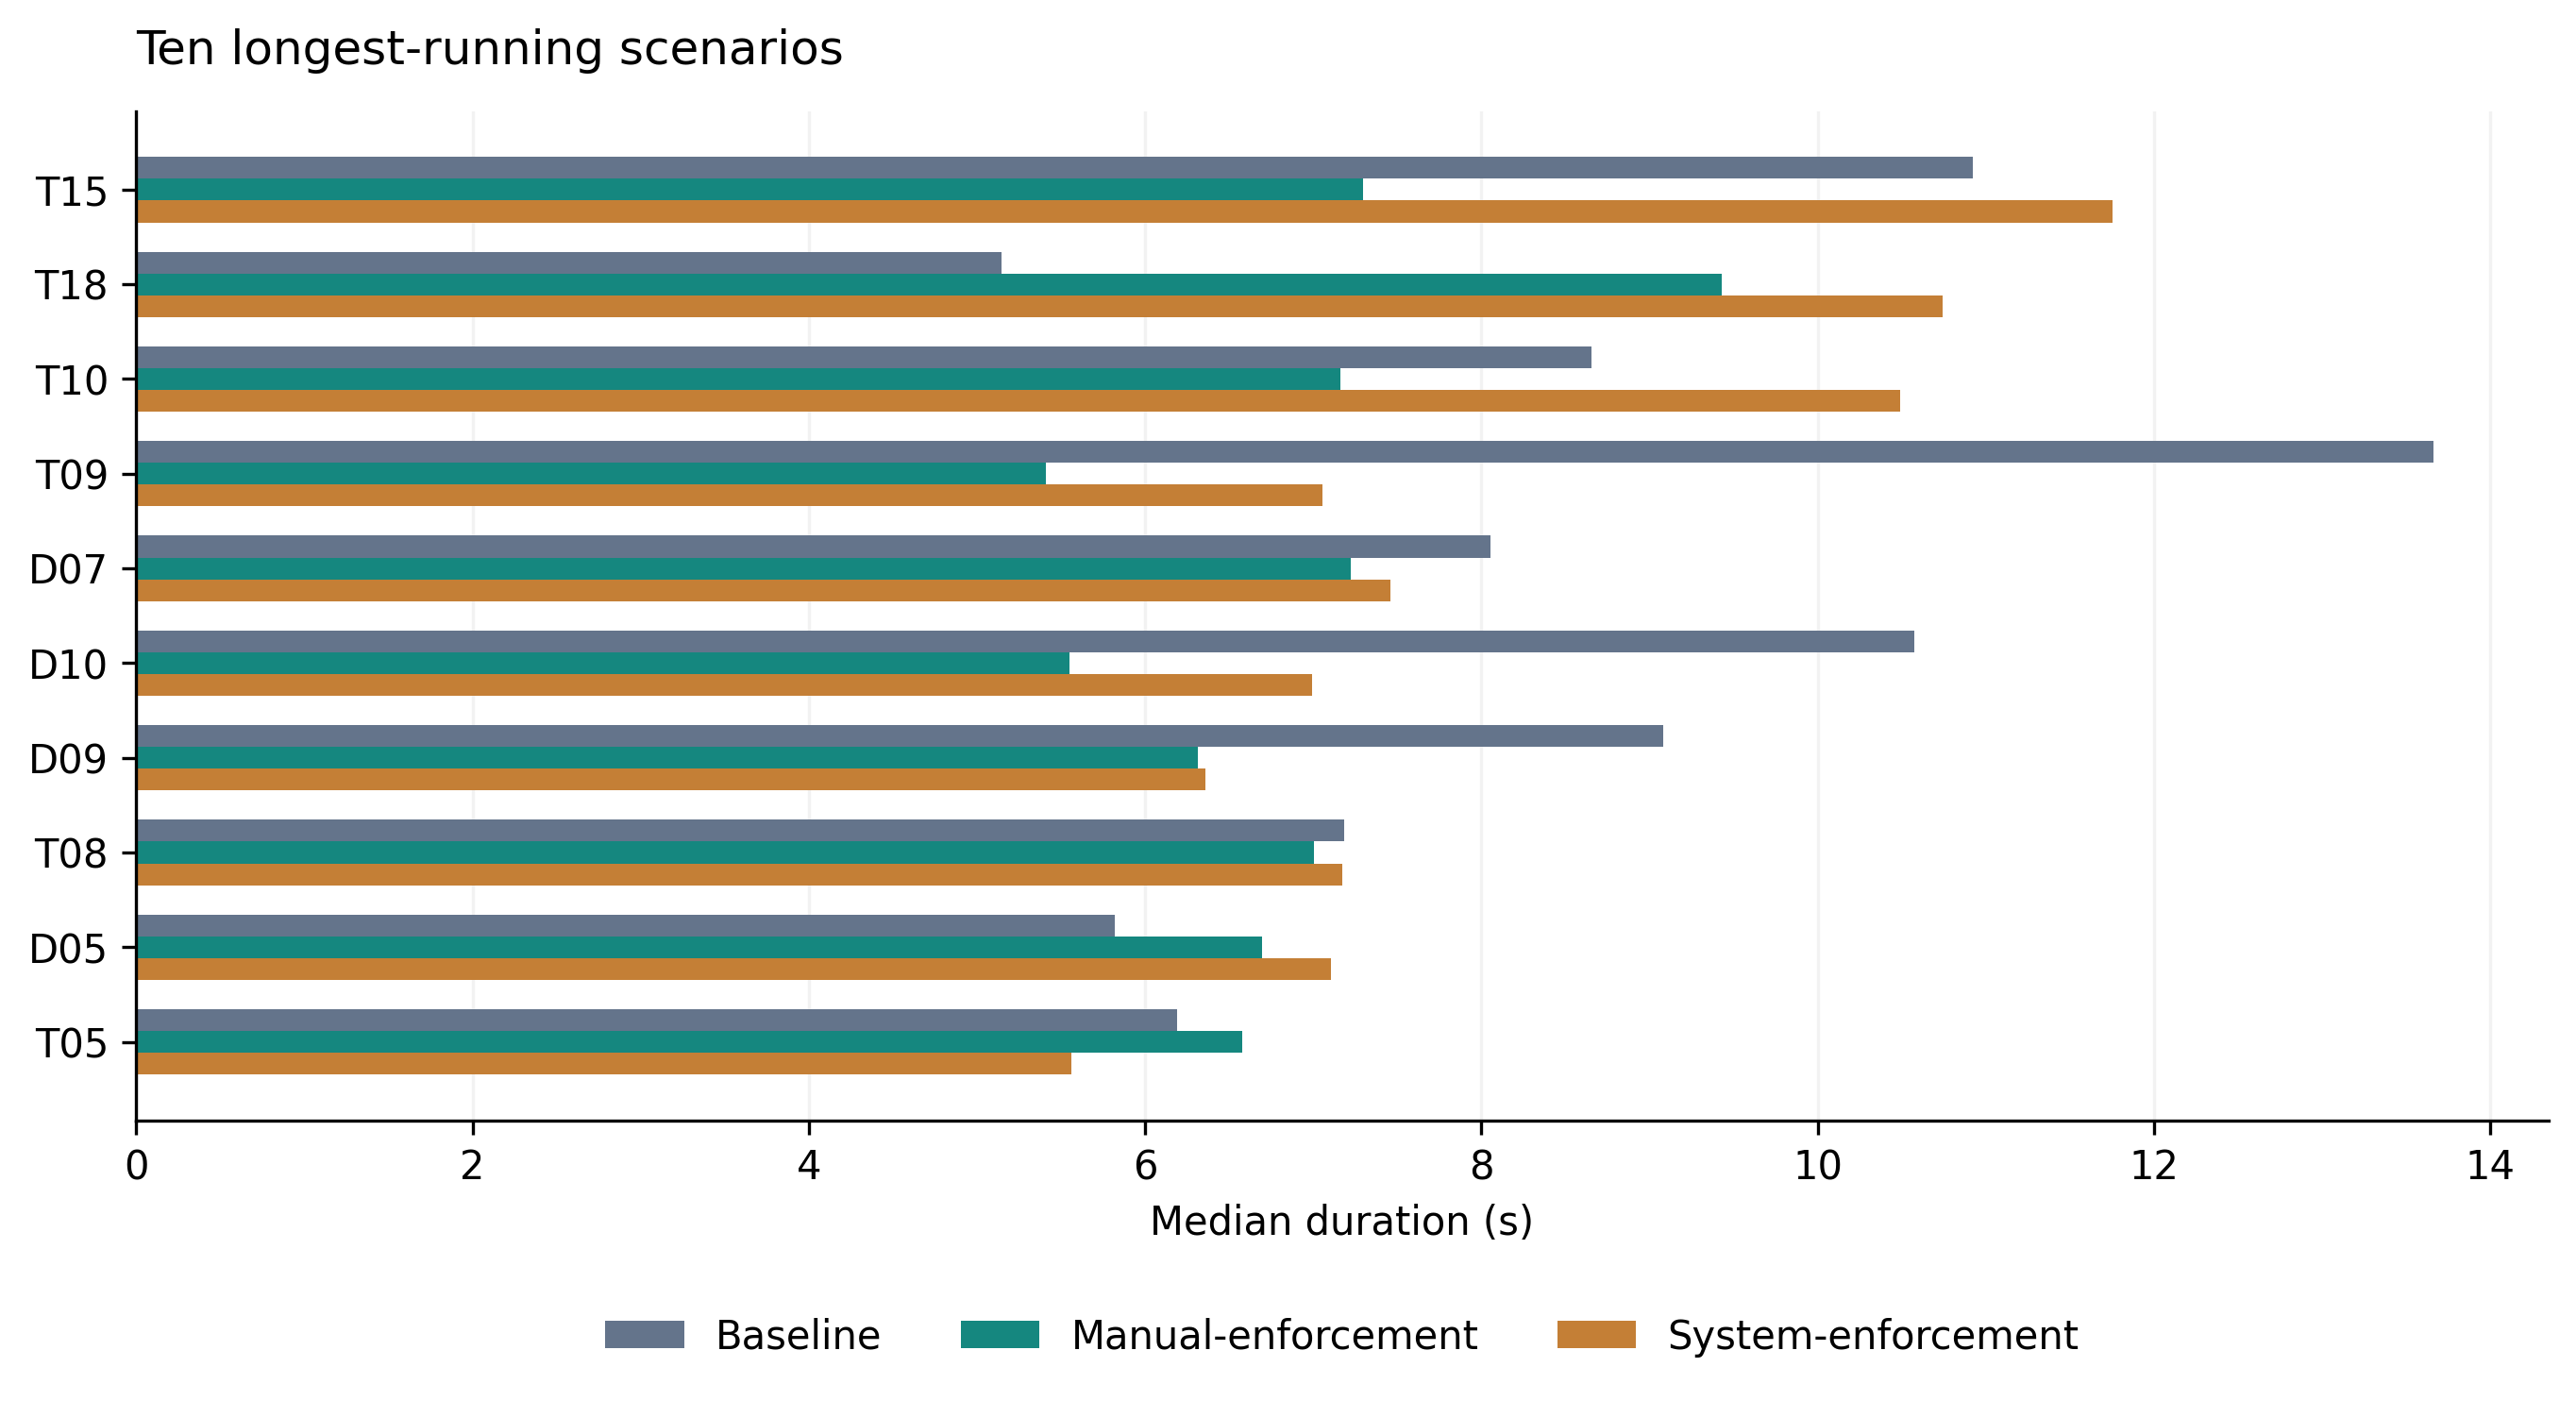 Ten longest-running scenarios
T15
T18
T10
T09
D07
D10
D09
T08
D05
T05
0 2 4 6 8 10 12 14
Median duration (s)
Baseline Manual-enforcement System-enforcement